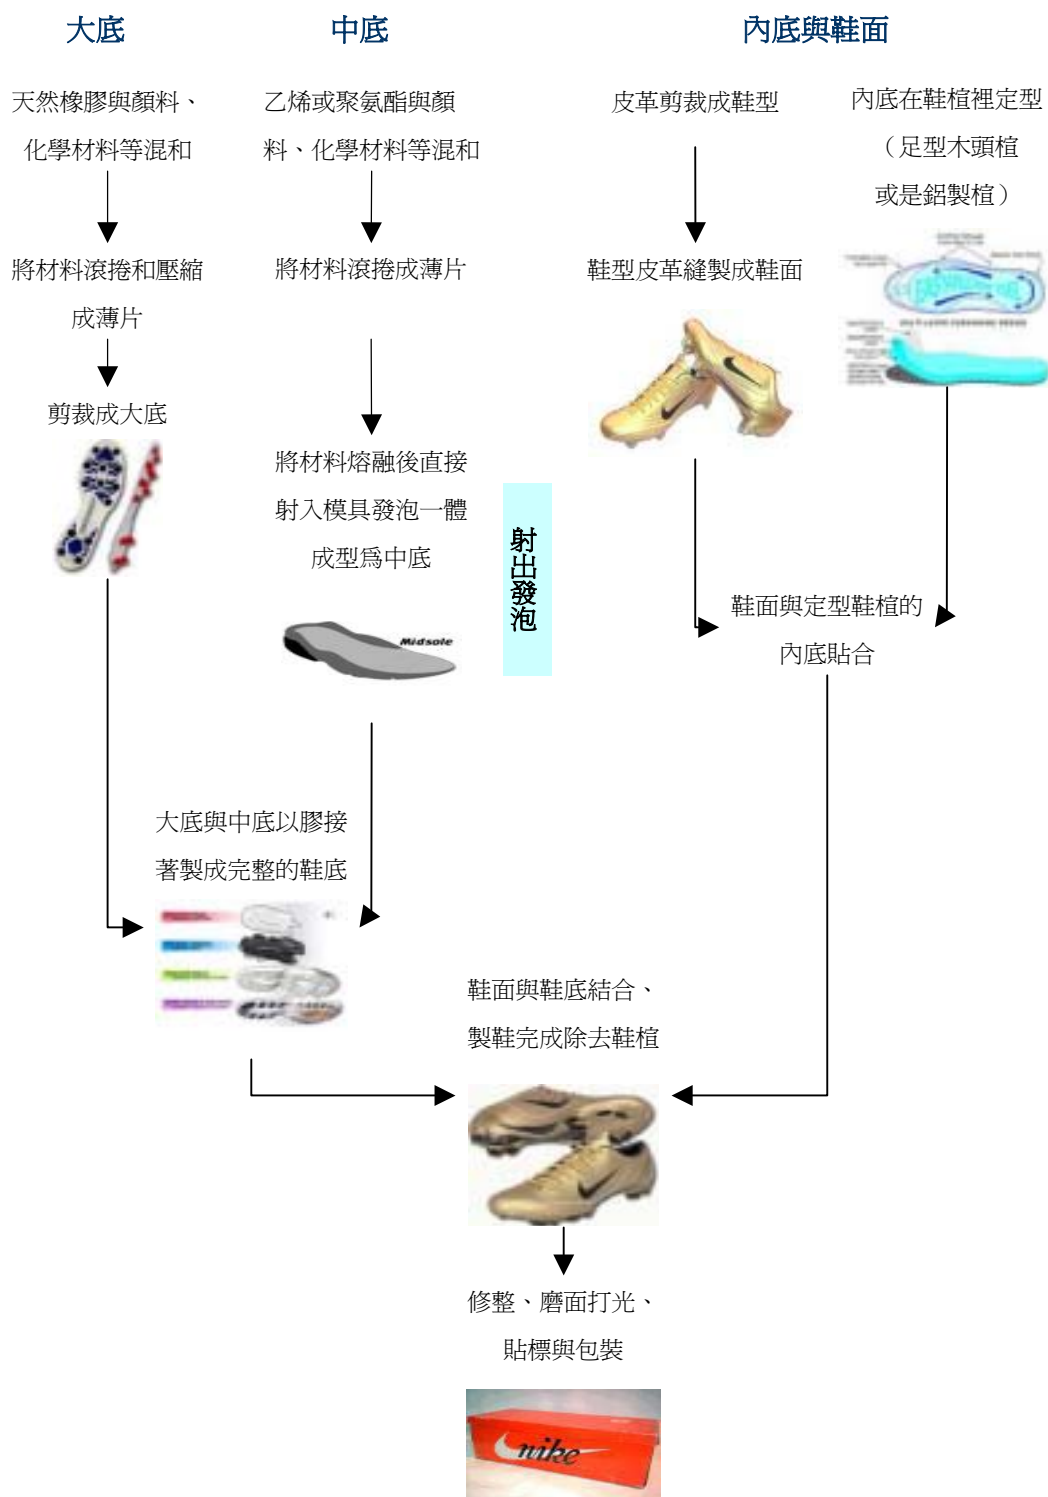 大底
中底
內底與鞋面
天然橡膠與顏料、
化學材料等混和
乙烯或聚氨酯與顏
料、化學材料等混和
皮革剪裁成鞋型
內底在鞋楦裡定型
（足型木頭楦
或是鋁製楦）
將材料滾捲和壓縮
成薄片
將材料滾捲成薄片
鞋型皮革縫製成鞋面
剪裁成大底
將材料熔融後直接
射入模具發泡一體
成型為中底
射出發泡
Midsole
鞋面與定型鞋楦的
內底貼合
大底與中底以膠接
著製成完整的鞋底
鞋面與鞋底結合、
製鞋完成除去鞋楦
修整、磨面打光、
貼標與包裝
nike